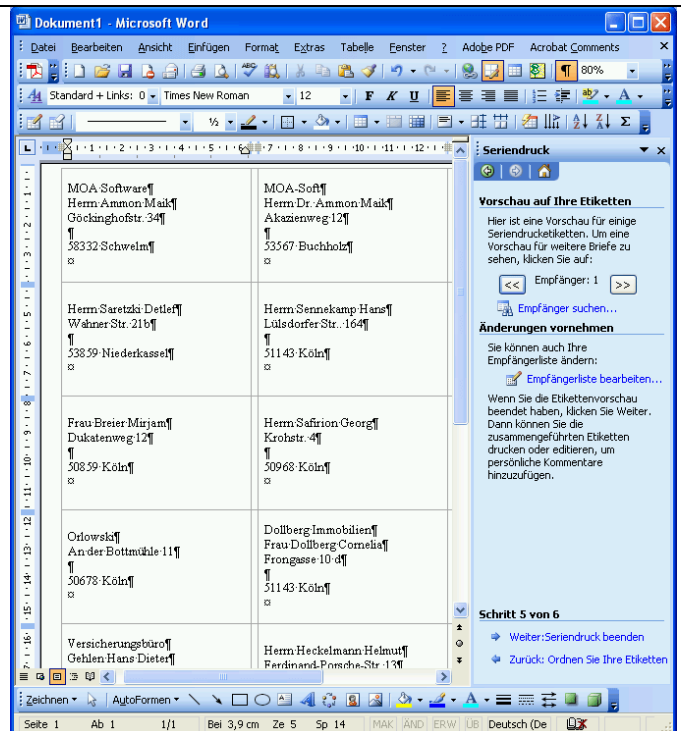 Dokument1 - Microsoft Word
Datei Bearbeiten Ansicht Einfügen Format Extras Tabelle Fenster ? Adobe PDF Acrobat Comments
80%
Standard + Links: 0 Times New Roman 12 F K U
½
Seriendruck
MOA·Software¶
Herrn·Ammon·Maik¶
Göckinghofstr.·34¶
¶
58332·Schwelm¶
¤
MOA-Soft¶
Herrn·Dr.·Ammon·Maik¶
Akazienweg·12¶
¶
53567·Buchholz¶
¤
Herrn·Saretzki·Detlef¶
Wahner·Str.·21b¶
¶
53859·Niederkassel¶
¤
Herrn·Sennekamp·Hans¶
Lülsdorfer·Str..·164¶
¶
51143·Köln¶
¤
Frau·Breier·Mirjam¶
Dukatenweg·12¶
¶
50859·Köln¶
¤
Herrn·Safirion·Georg¶
Krohstr.·4¶
¶
50968·Köln¶
¤
Orlowski¶
An·der·Bottmühle·11¶
¶
50678·Köln¶
¤
Dollberg·Immobilien¶
Frau·Dollberg·Cornelia¶
Frongasse·10·d¶
¶
51143·Köln¶
¤
Versicherungsbüro¶
Gehlen·Hans·Dieter¶
Herrn·Heckelmann·Helmut¶
Ferdinand-Porsche-Str.·13¶
Vorschau auf Ihre Etiketten
Hier ist eine Vorschau für einige
Seriendrucketiketten. Um eine
Vorschau für weitere Briefe zu
sehen, klicken Sie auf:
<< Empfänger: 1 >>
Empfänger suchen...
Änderungen vornehmen
Sie können auch Ihre
Empfängerliste ändern:
Empfängerliste bearbeiten...
Wenn Sie die Etikettenvorschau
beendet haben, klicken Sie Weiter.
Dann können Sie die
zusammengeführten Etiketten
drucken oder editieren, um
persönliche Kommentare
hinzuzufügen.
Schritt 5 von 6
Weiter:Seriendruck beenden
Zurück: Ordnen Sie Ihre Etiketten
Zeichnen AutoFormen
Seite 1 Ab 1 1/1 Bei 3,9 cm Ze 5 Sp 14 MAK ÄND ERW ÜB Deutsch (De